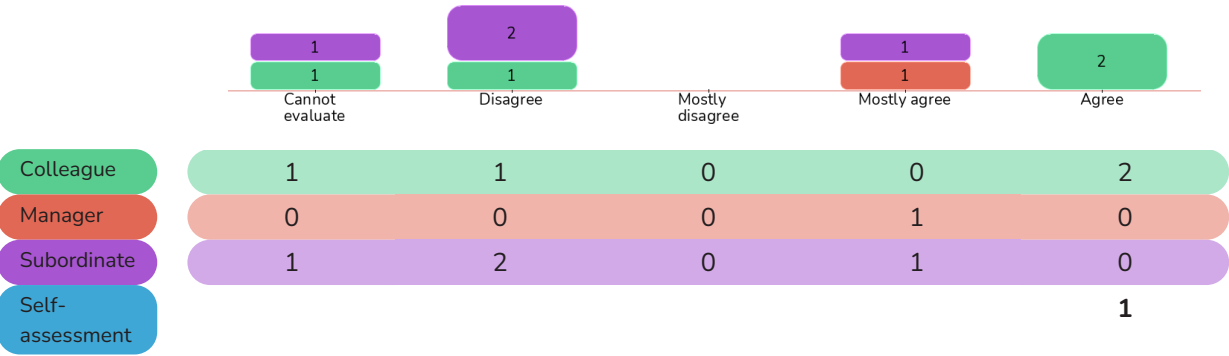 2
1 1
1 1 1 2
Cannot Disagree Mostly Mostly agree Agree
evaluate disagree
Colleague 1 1 0 0 2
Manager 0 0 0 1 0
Subordinate 1 2 0 1 0
Self- 1
assessment